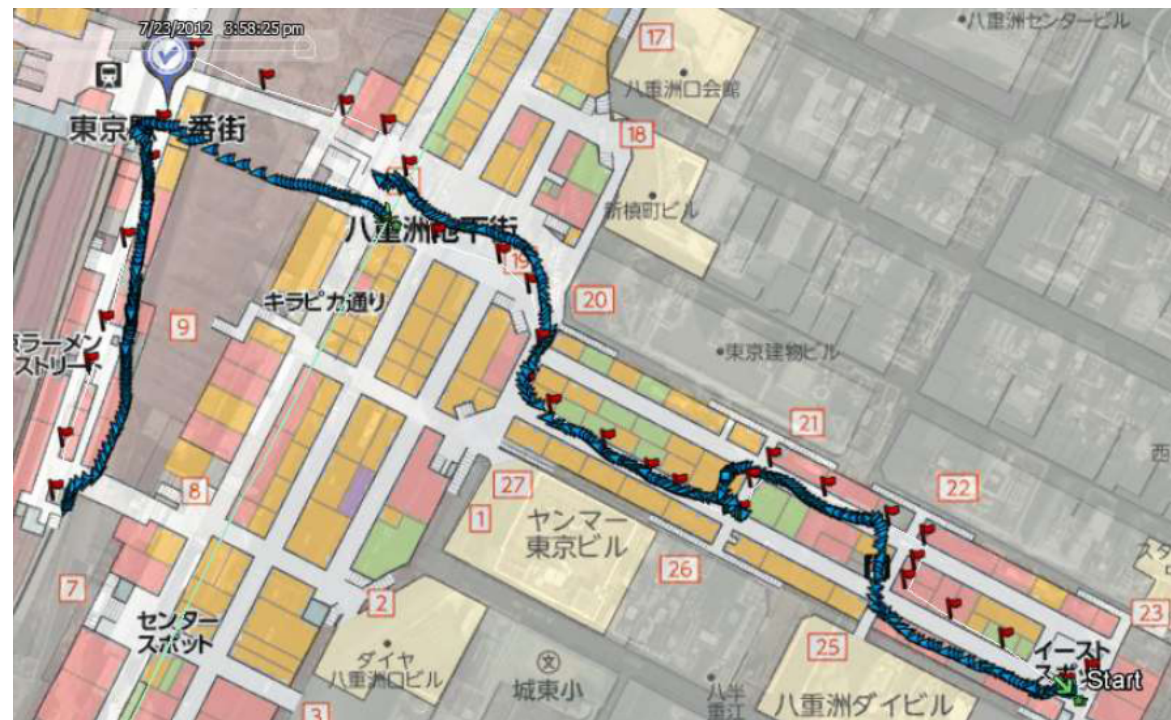 7/23/2012 3:58:25 pm
八重洲センタービル
17
八重洲口会館
東京
番街
18
新槇町ビル
八重洲地下街
19
20
キラピカ通り
9
ラーメン
ストリート
東京建物ビル
21
西
8
27
22
1
ヤンマー
東京ビル
26
7
2
23
センター
スポット
25
イースト
スポ
Start
ダイヤ
八重洲口ビル
城東小
八重洲ダイビル
八半
重江
3